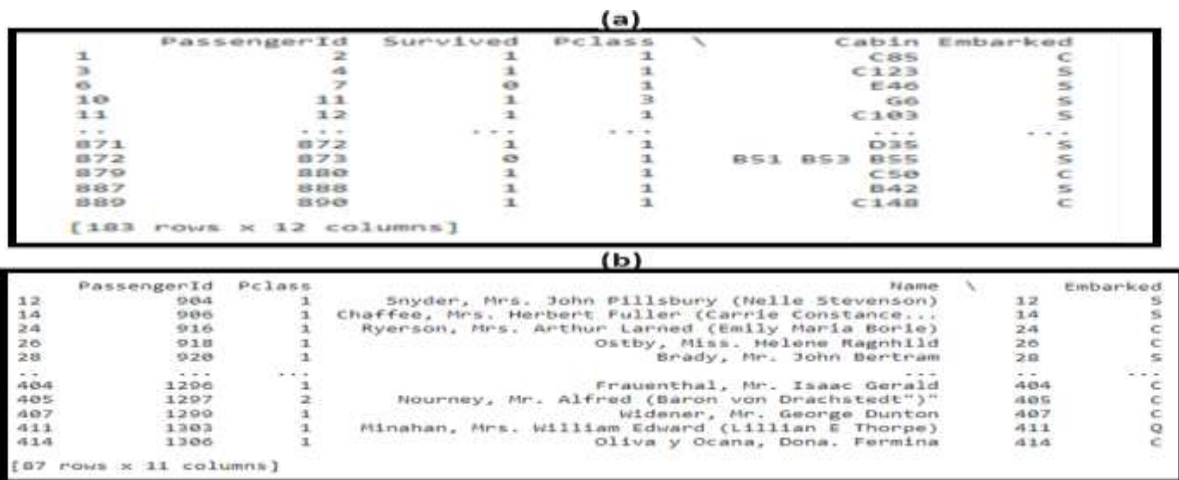 (a)
PassengerId Survived Pclass \ Cabin Embarked
1 2 1 1 C85 C
3 4 1 1 C123 S
6 7 0 1 E46 S
10 11 1 3 G6 S
11 12 1 1 C103 S
.. ... ... ... ... ...
871 872 1 1 D35 S
872 873 0 1 B51 B53 B55 S
879 880 1 1 C50 C
887 888 1 1 B42 S
889 890 1 1 C148 C
[183 rows x 12 columns]
(b)
PassengerId Pclass Name \ Embarked
12 904 1 Snyder, Mrs. John Pillsbury (Nelle Stevenson) 12 S
14 906 1 Chaffee, Mrs. Herbert Fuller (Carrie Constance... 14 S
24 916 1 Ryerson, Mrs. Arthur Larned (Emily Maria Borie) 24 C
26 918 1 Ostby, Miss. Helene Ragnhild 26 C
28 920 1 Brady, Mr. John Bertram 28 S
.. ... ... ... .. ...
404 1296 1 Frauenthal, Mr. Isaac Gerald 404 C
405 1297 2 Nourney, Mr. Alfred (Baron von Drachstedt")" 405 C
407 1299 1 Widener, Mr. George Dunton 407 C
411 1303 1 Minahan, Mrs. William Edward (Lillian E Thorpe) 411 Q
414 1306 1 Oliva y Ocana, Dona. Fermina 414 C
[87 rows x 11 columns]